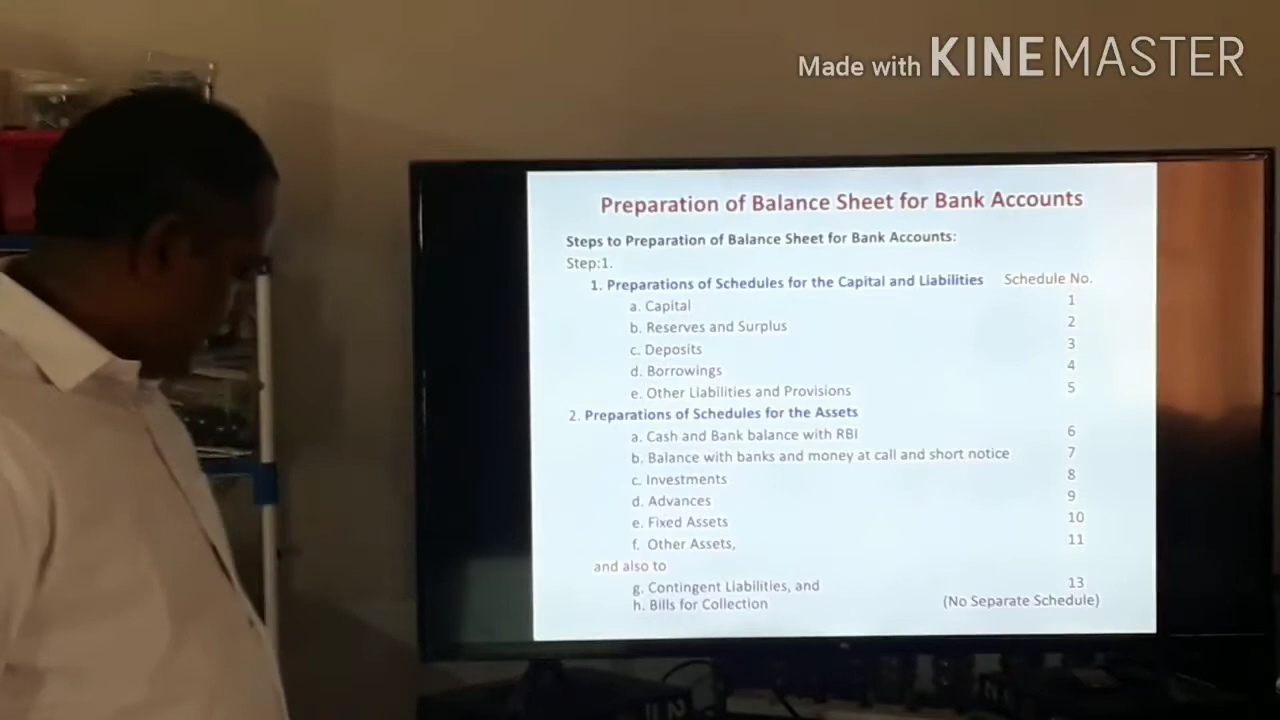 Made with KINEMASTER
Preparation of Balance Sheet for Bank Accounts
Steps to Preparation of Balance Sheet for Bank Accounts:
Step:1.
1. Preparations of Schedules for the Capital and Liabilities Schedule No.
a. Capital 1
b. Reserves and Surplus 2
c. Deposits 3
d. Borrowings 4
e. Other Liabilities and Provisions 5
2. Preparations of Schedules for the Assets
a. Cash and Bank balance with RBI 6
b. Balance with banks and money at call and short notice 7
c. Investments 8
d. Advances 9
e. Fixed Assets 10
f. Other Assets, 11
and also to
g. Contingent Liabilities, and 13
h. Bills for Collection (No Separate Schedule)